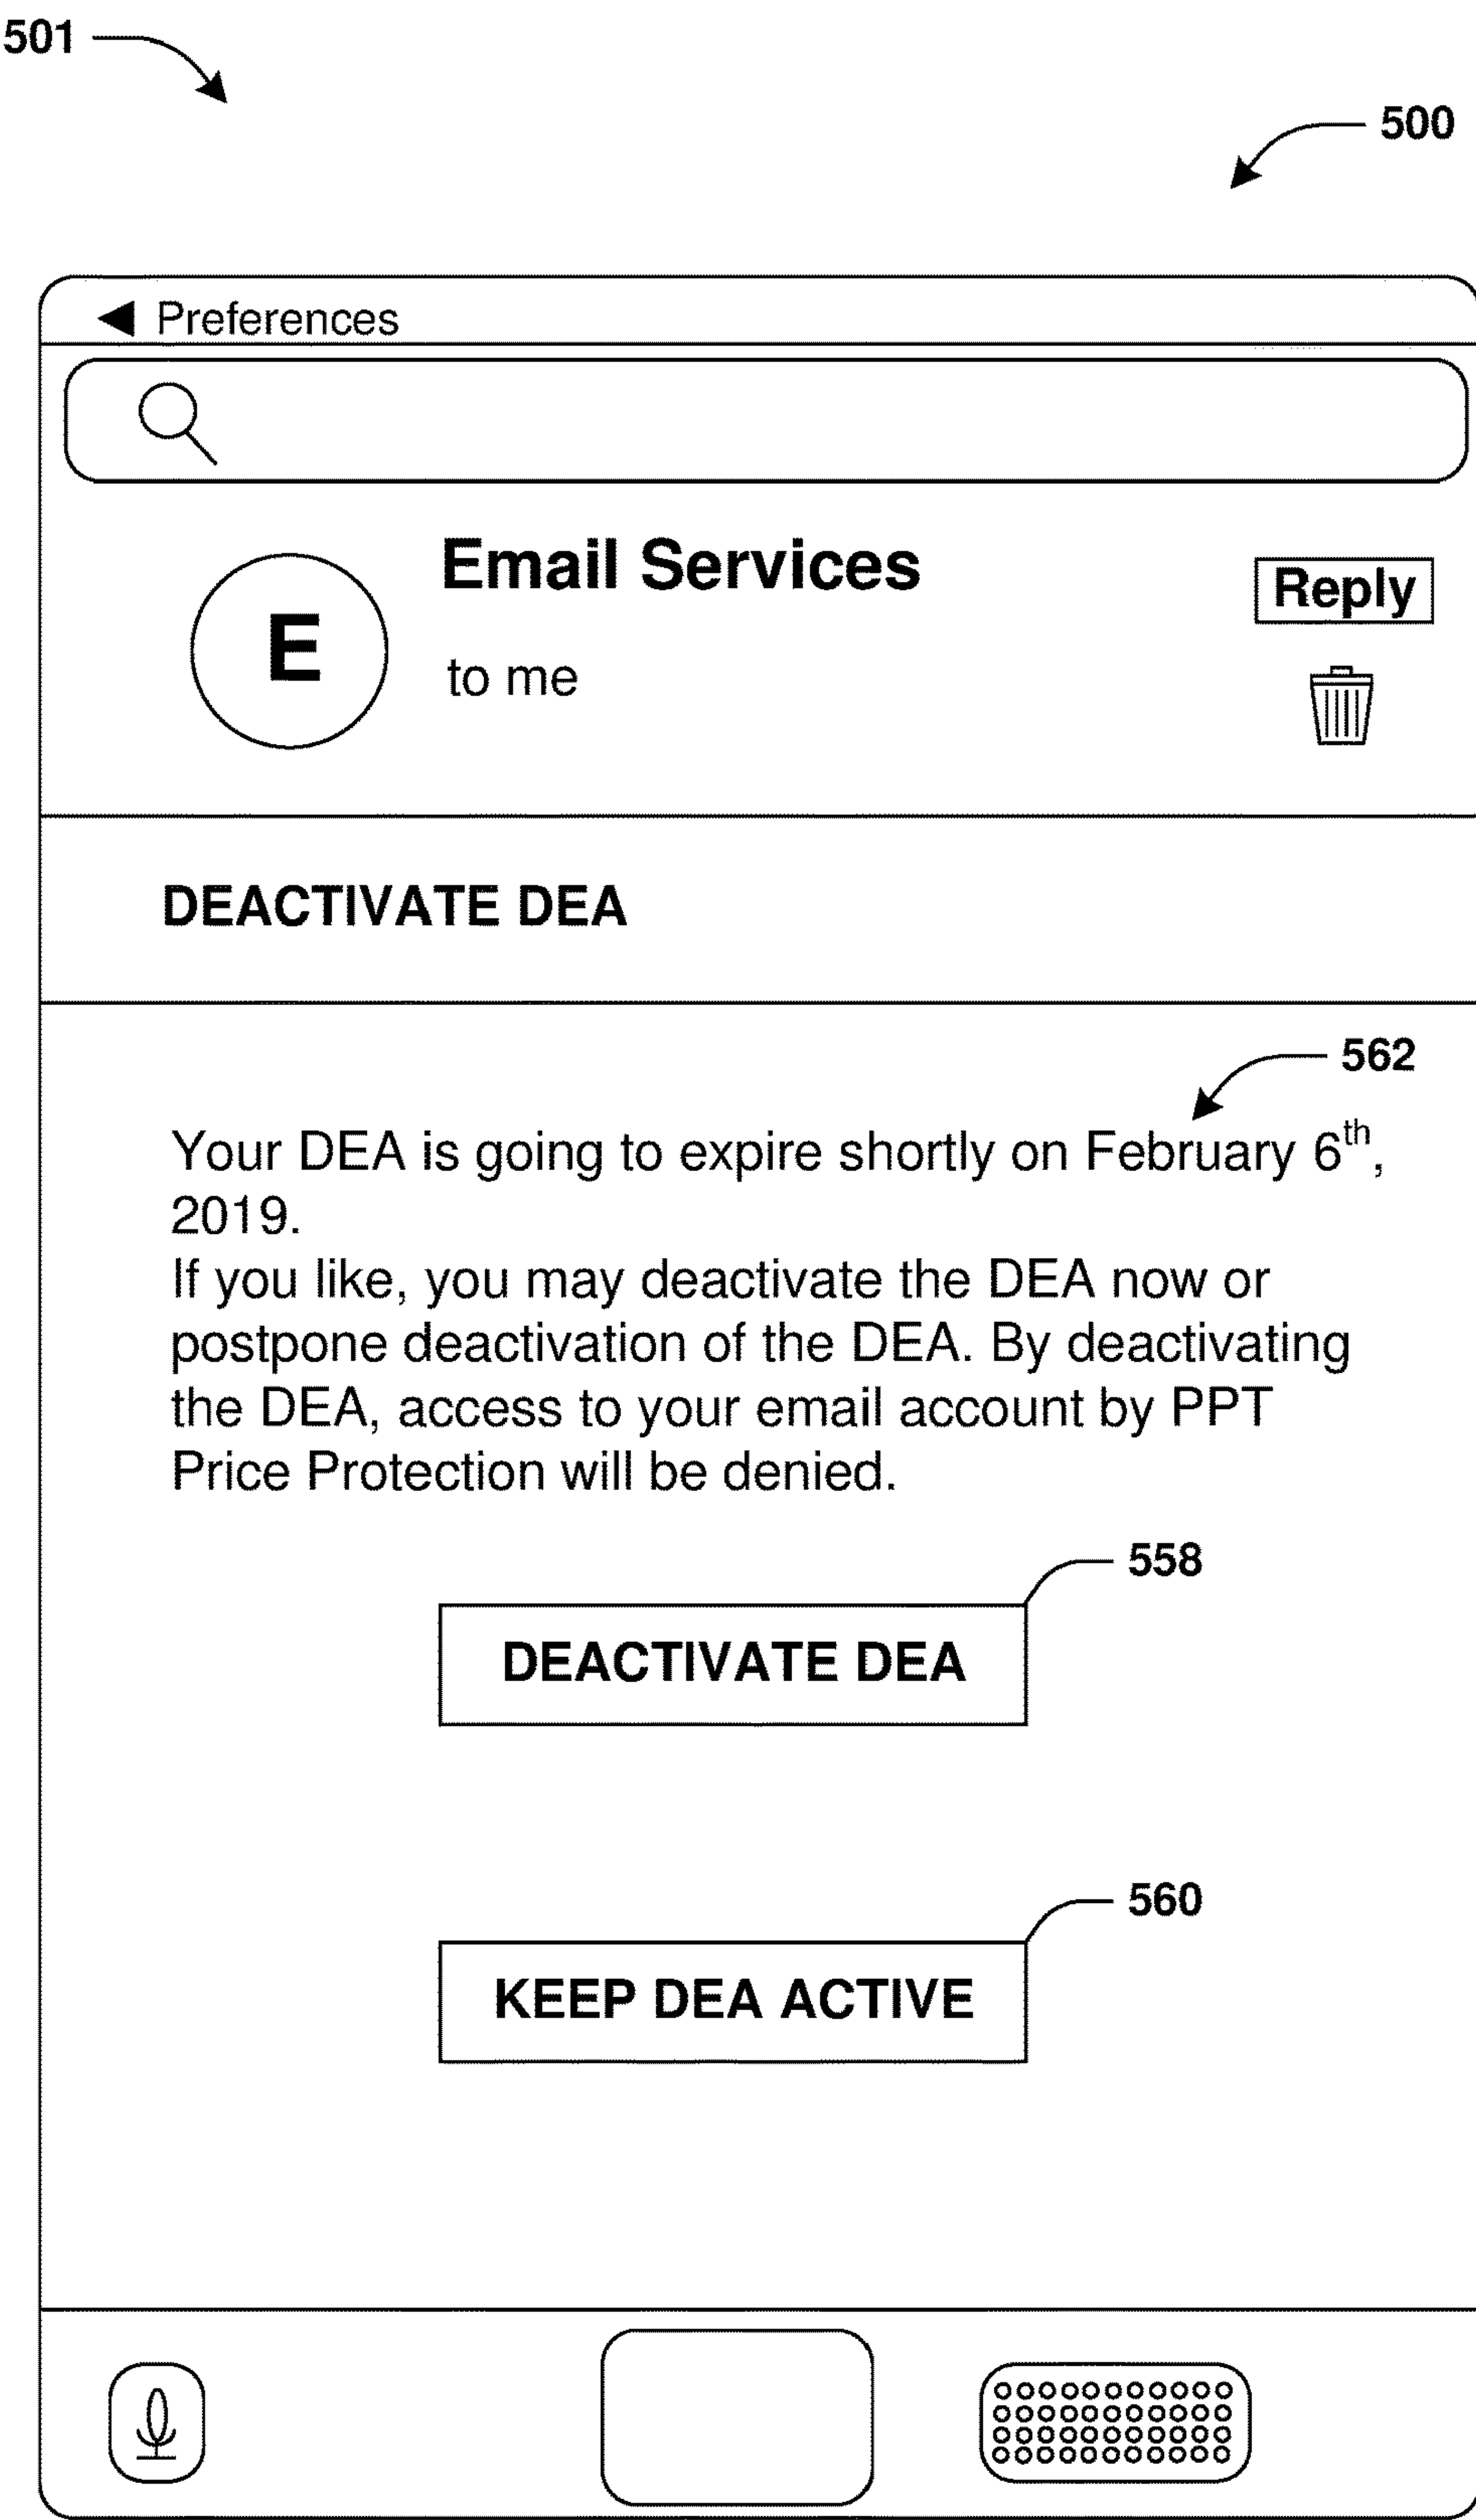 501
500
Preferences
Email Services
Reply
E
to me
DEACTIVATE DEA
562
Your DEA is going to expire shortly on February 6th,
2019.
If you like, you may deactivate the DEA now or
postpone deactivation of the DEA. By deactivating
the DEA, access to your email account by PPT
Price Protection will be denied.
558
DEACTIVATE DEA
560
KEEP DEA ACTIVE